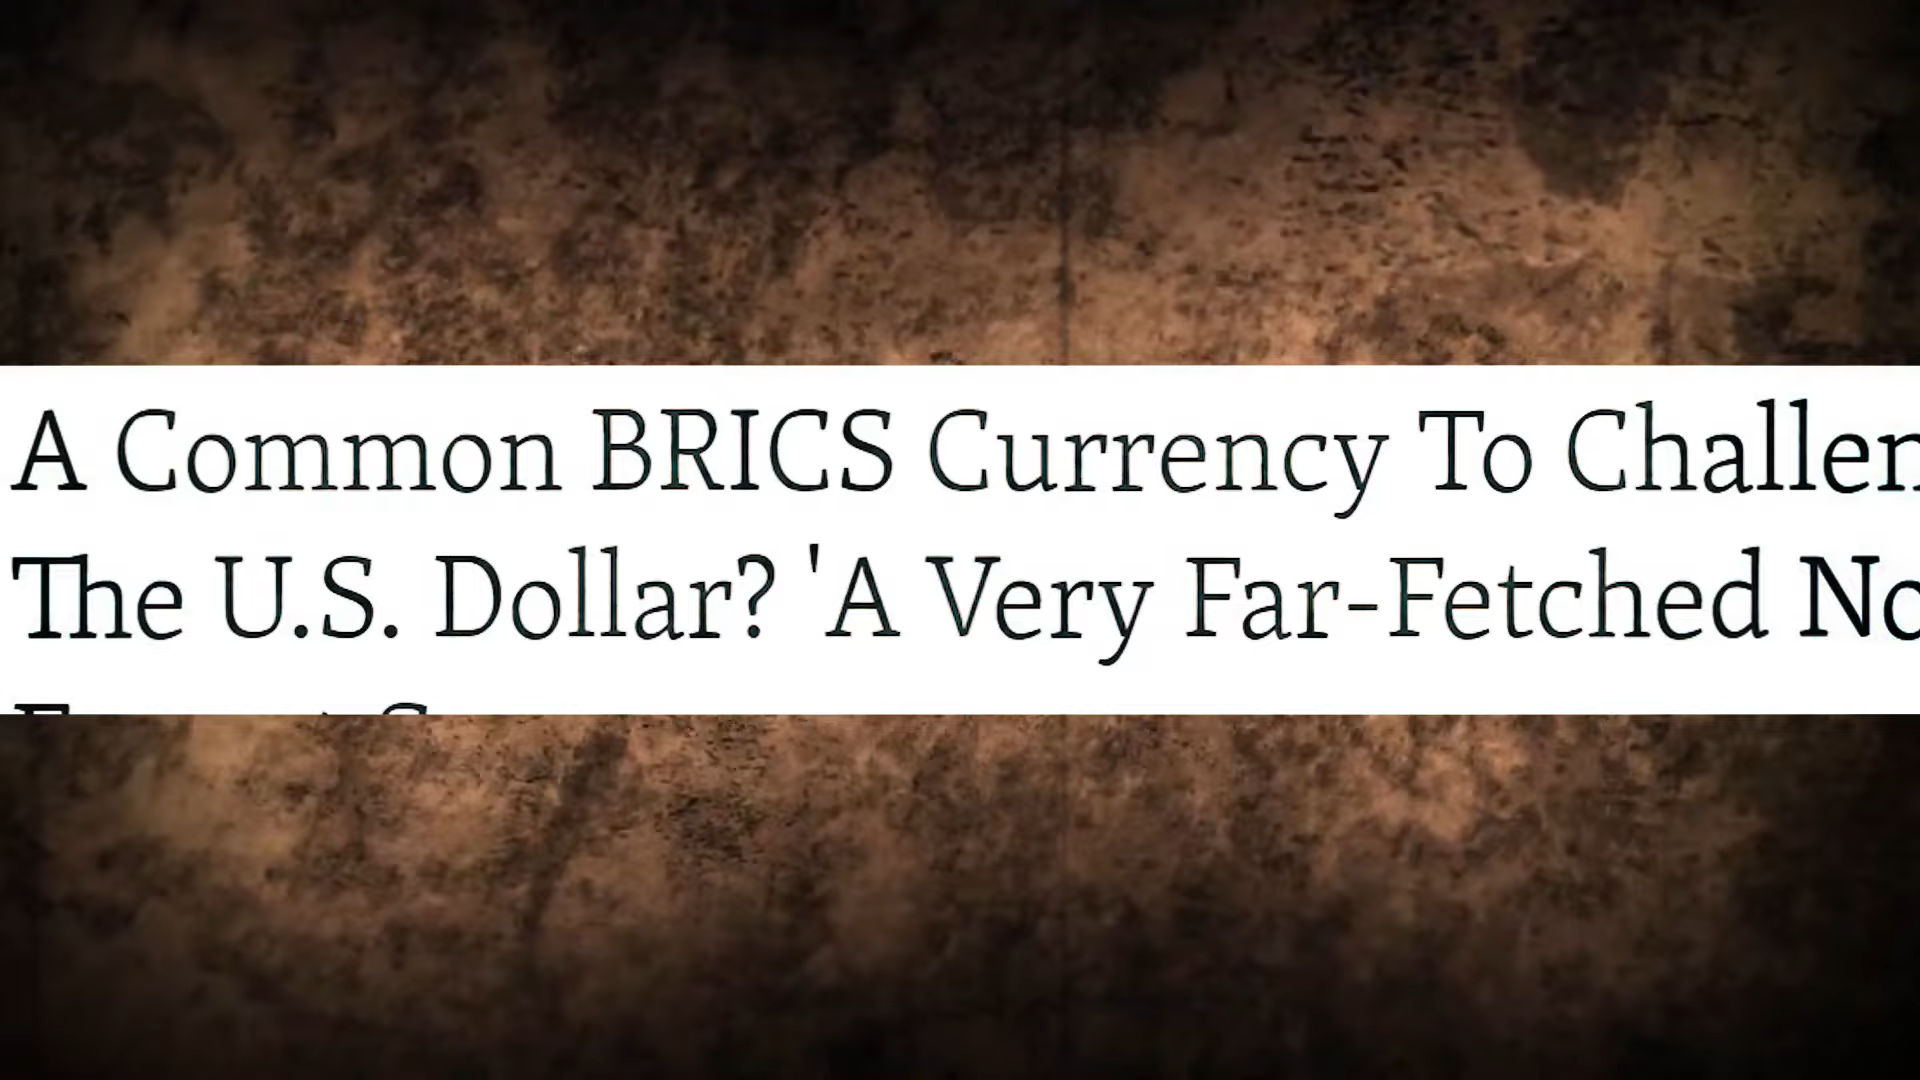 A Common BRICS Currency To Challen
The U.S. Dollar? 'A Very Far-Fetched No